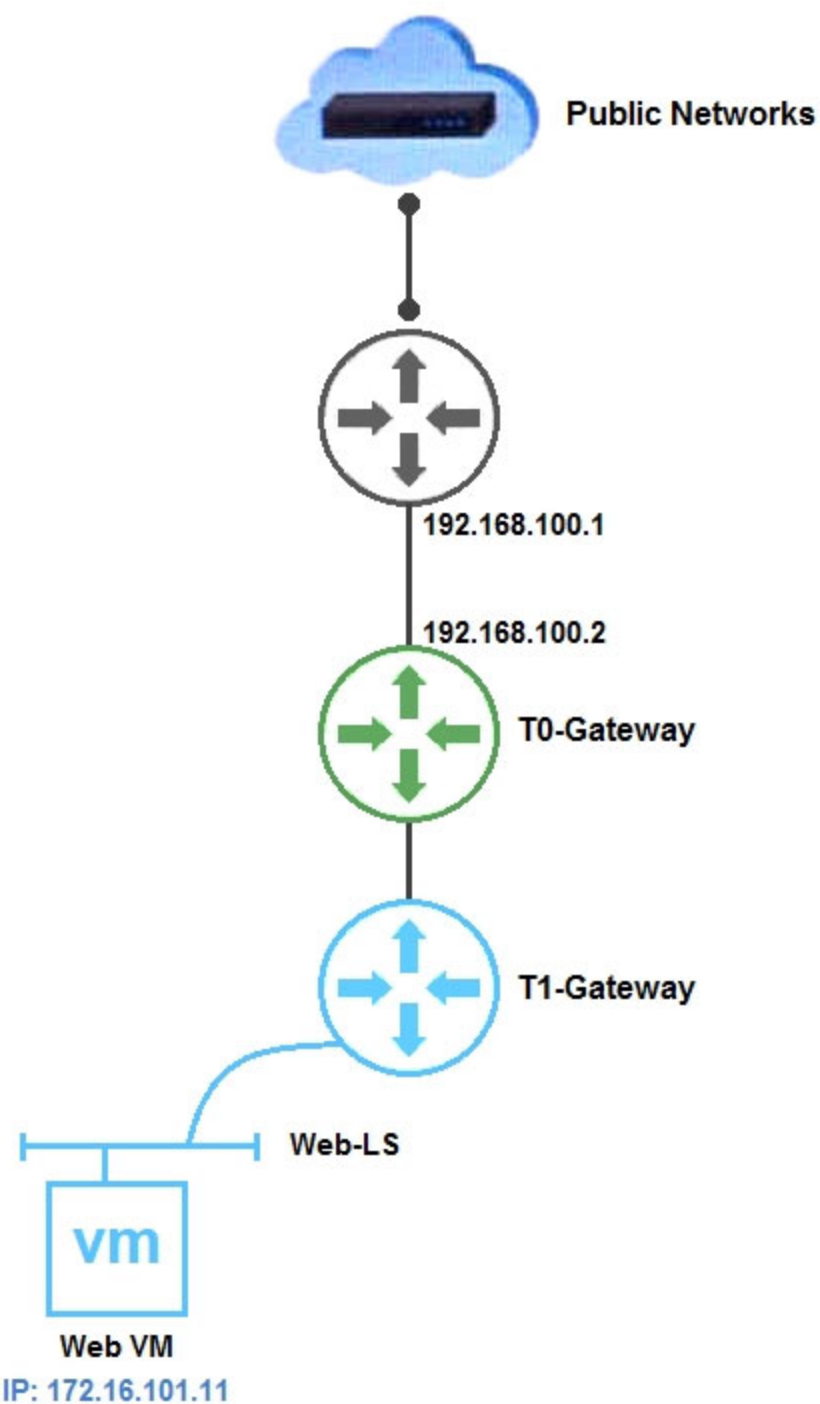 Public Networks
192.168.100.1
192.168.100.2
T0-Gateway
T1-Gateway
Web-LS
vm
Web VM
IP: 172.16.101.11